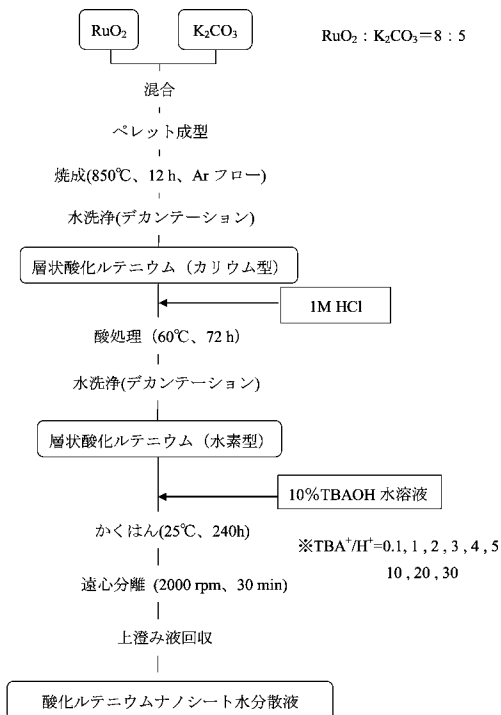 RuO₂
K₂CO₃
RuO₂ : K₂CO₃＝8 : 5
混合
ペレット成型
焼成(850℃、12 h、Ar フロー)
水洗浄(デカンテーション)
層状酸化ルテニウム（カリウム型）
1M HCl
酸処理（60℃、72 h）
水洗浄(デカンテーション)
層状酸化ルテニウム（水素型）
10%TBAOH 水溶液
かくはん(25℃、240h)
※TBA⁺/H⁺=0.1, 1 , 2 , 3 , 4 , 5
10 , 20 , 30
遠心分離 (2000 rpm、30 min)
上澄み液回収
酸化ルテニウムナノシート水分散液